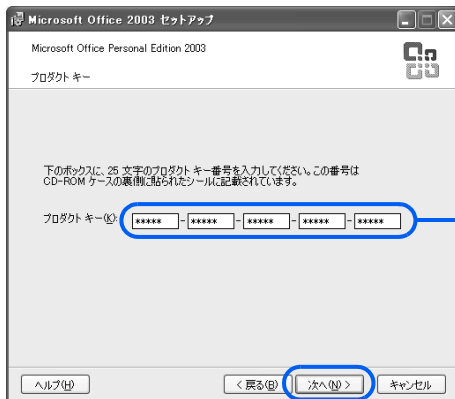 Microsoft Office 2003 セットアップ
Microsoft Office Personal Edition 2003
プロダクト キー
下のボックスに、25 文字のプロダクト キー番号を入力してください。この番号は
CD-ROM ケースの裏側に貼られたシールに記載されています。
プロダクト キー(K): ***** - ***** - ***** - ***** - *****
ヘルプ(H) < 戻る(B) 次へ(N) > キャンセル